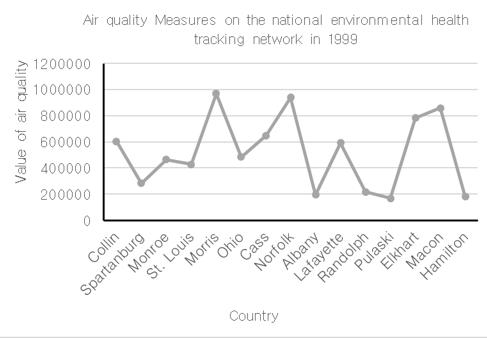 Air quality Measures on the national environmental health
tracking network in 1999
Value of air quality
1200000
1000000
800000
600000
400000
200000
0
Collin
Spartanburg
Monroe
St. Louis
Morris
Ohio
Cass
Norfolk
Albany
Lafayette
Randolph
Pulaski
Elkhart
Macon
Hamilton
Country